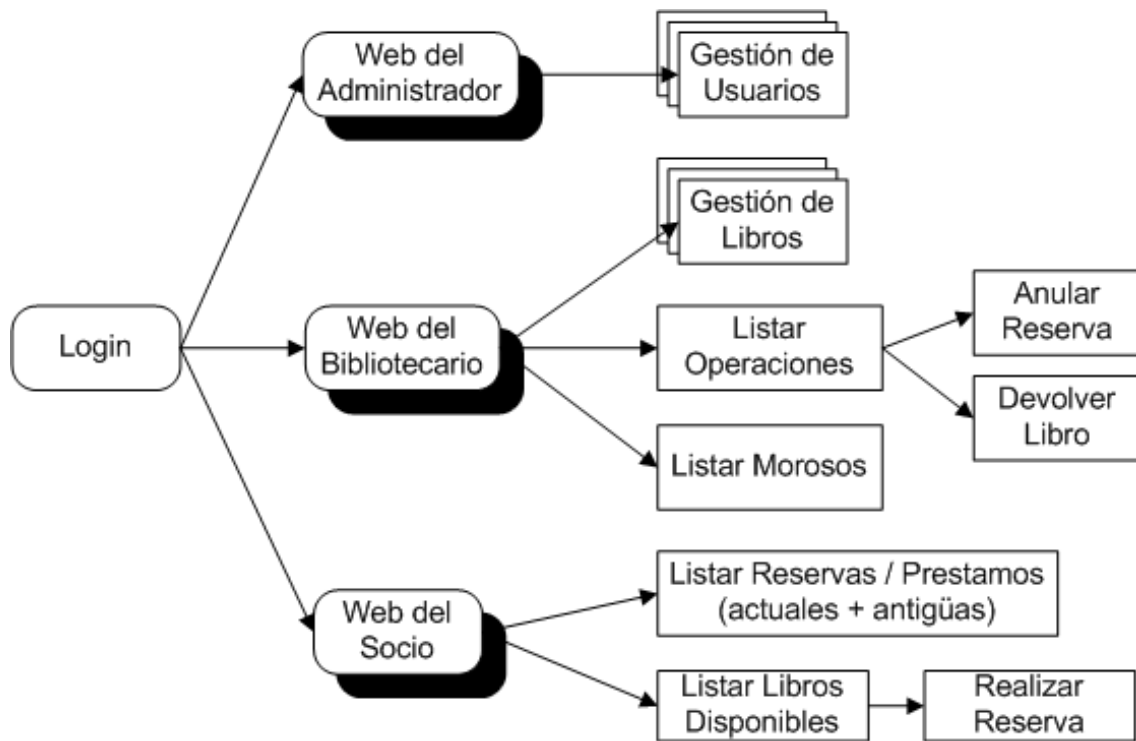 Web del
Administrador
Gestión de
Usuarios
Gestión de
Libros
Login
Web del
Bibliotecario
Listar
Operaciones
Anular
Reserva
Devolver
Libro
Listar Morosos
Web del
Socio
Listar Reservas / Prestamos
(actuales + antigüas)
Listar Libros
Disponibles
Realizar
Reserva